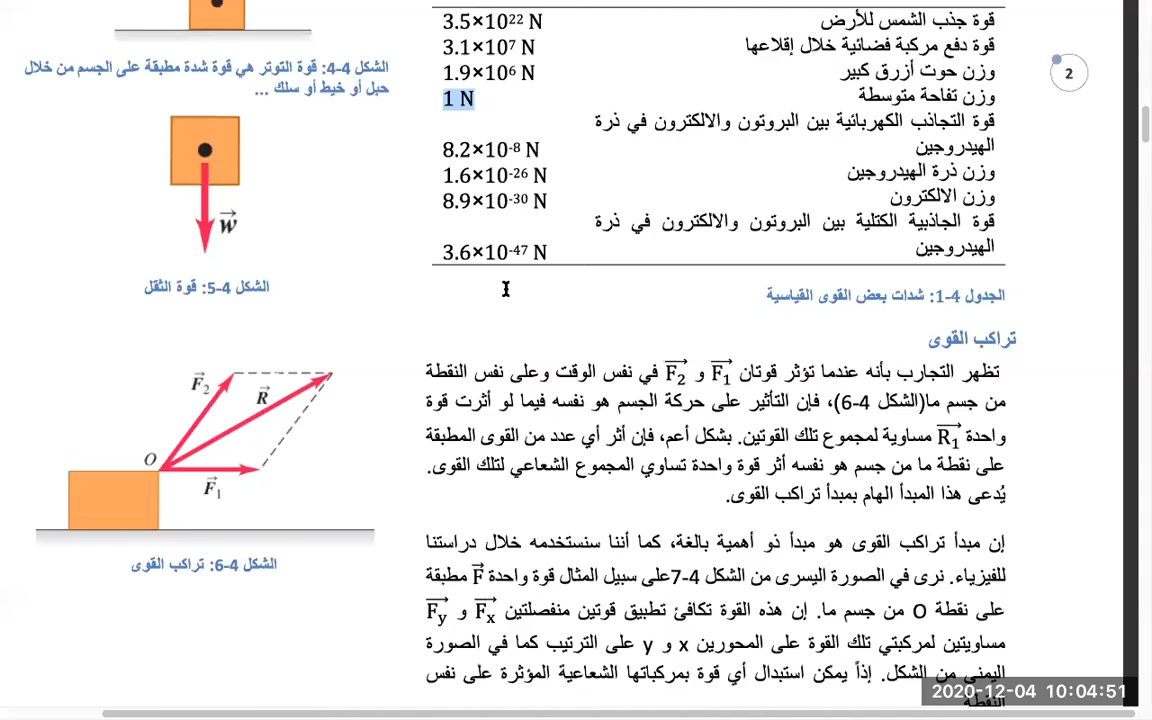 قوة جذب الشمس للأرض 3.5×10²² N
قوة دفع مركبة فضائية خلال إقلاعها 3.1×10⁷ N
وزن حوت أزرق كبير 1.9×10⁶ N
وزن تفاحة متوسطة 1 N
قوة التجاذب الكهربائية بين البروتون والالكترون في ذرة
الهيدروجين 8.2×10⁻⁸ N
وزن ذرة الهيدروجين 1.6×10⁻²⁶ N
وزن الالكترون 8.9×10⁻³⁰ N
قوة الجاذبية الكتلية بين البروتون والالكترون في ذرة
الهيدروجين 3.6×10⁻⁴⁷ N
الجدول 4-1: شدات بعض القوى القياسية
تراكب القوى
تظهر التجارب بأنه عندما تؤثر قوتان F₁ و F₂ في نفس الوقت وعلى نفس النقطة
من جسم ما(الشكل 4-6)، فإن التأثير على حركة الجسم هو نفسه فيما لو أثرت قوة
واحدة R₁ مساوية لمجموع تلك القوتين. بشكل أعم، فإن أثر أي عدد من القوى المطبقة
على نقطة ما من جسم هو نفسه أثر قوة واحدة تساوي المجموع الشعاعي لتلك القوى.
يُدعى هذا المبدأ الهام بمبدأ تراكب القوى.
إن مبدأ تراكب القوى هو مبدأ ذو أهمية بالغة، كما أننا سنستخدمه خلال دراستنا
للفيزياء. نرى في الصورة اليسرى من الشكل 4-7على سبيل المثال قوة واحدة F مطبقة
على نقطة O من جسم ما. إن هذه القوة تكافئ تطبيق قوتين منفصلتين Fₓ و Fy
مساويتين لمركبتي تلك القوة على المحورين x و y على الترتيب كما في الصورة
اليمنى من الشكل. إذاً يمكن استبدال أي قوة بمركباتها الشعاعية المؤثرة على نفس
2
الشكل 4-4: قوة التوتر هي قوة شدة مطبقة على الجسم من خلال
حبل أو خيط أو سلك ...
w
الشكل 4-5: قوة الثقل
F₂
R
O
F₁
الشكل 4-6: تراكب القوى
2020-12-04 10:04:51